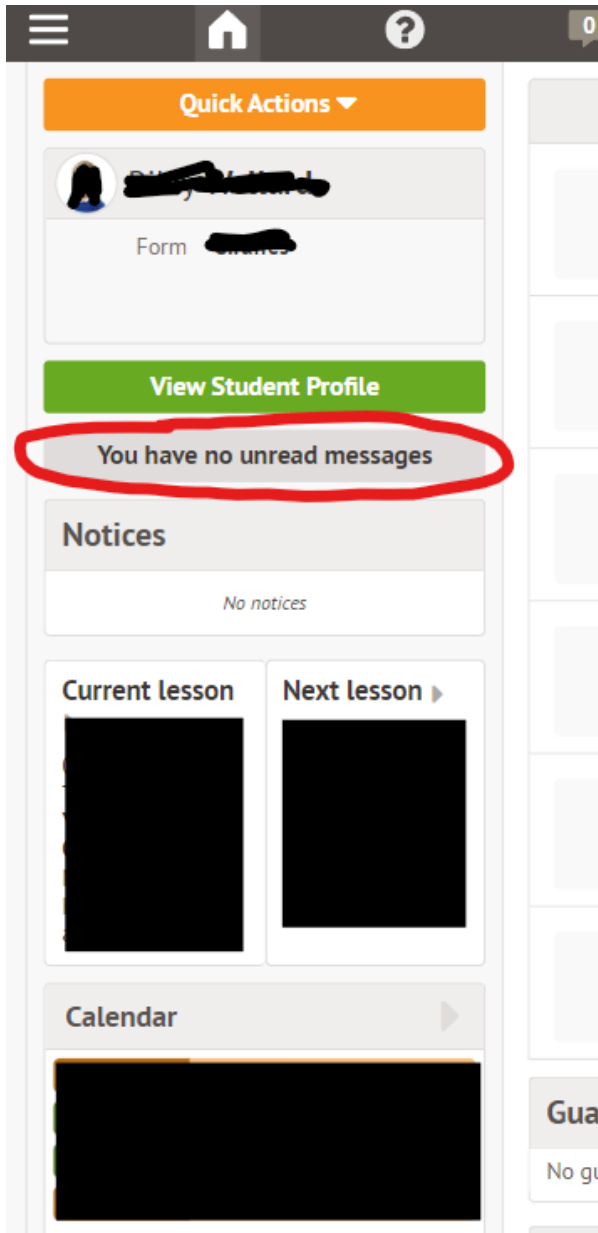 ?
0
Quick Actions
Form
View Student Profile
You have no unread messages
Notices
No notices
Current lesson
Next lesson
Calendar
Gua
No gu